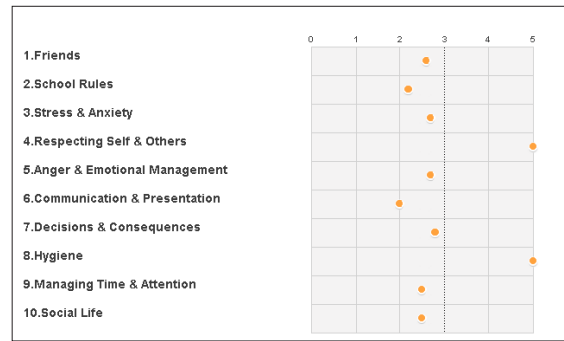 0 1 2 3 4 5
1.Friends
2.School Rules
3.Stress & Anxiety
4.Respecting Self & Others
5.Anger & Emotional Management
6.Communication & Presentation
7.Decisions & Consequences
8.Hygiene
9.Managing Time & Attention
10.Social Life